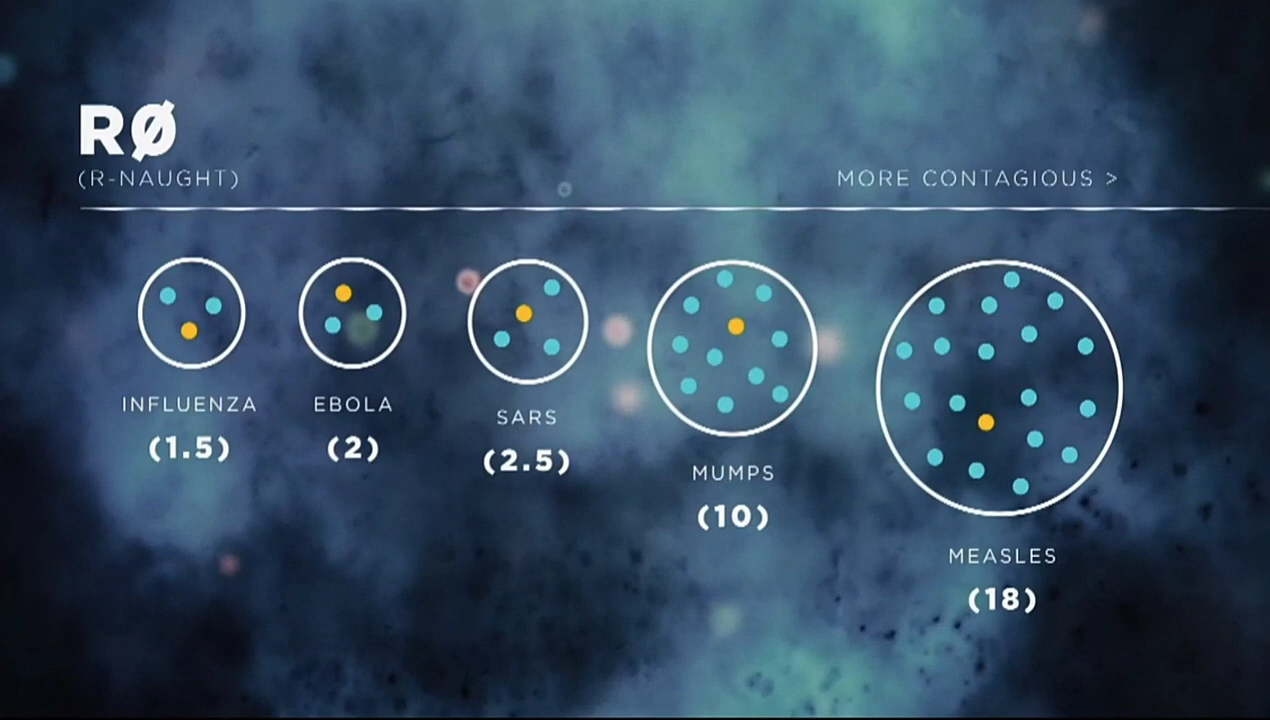 RØ
(R-NAUGHT)
MORE CONTAGIOUS >
INFLUENZA
(1.5)
EBOLA
(2)
SARS
(2.5)
MUMPS
(10)
MEASLES
(18)